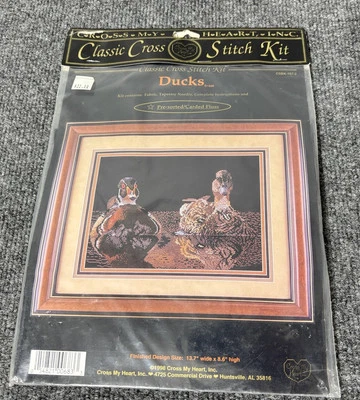 CROSS MY HEART, INC.
Classic Cross Stitch Kit
Classic Cross Stitch Kit
Ducks
Pre-sorted/Carded Floss
Finished Design Size: 12.7" wide x 8.6" high
©1998 Cross My Heart, Inc.
Cross My Heart, Inc. ❤ 4725 Commercial Drive ❤ Huntsville, AL 35816